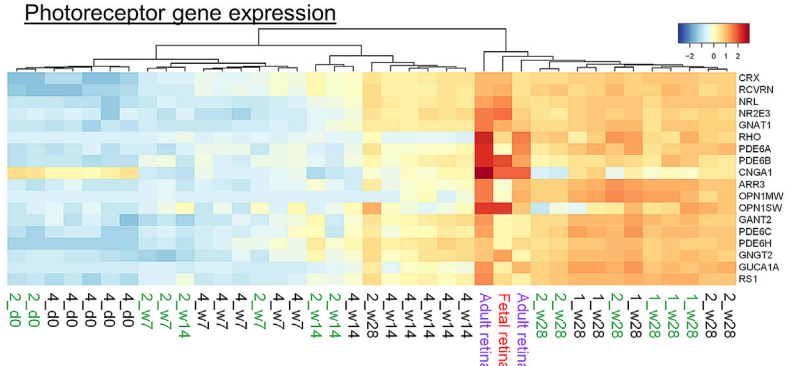 Photoreceptor gene expression
−2 0 1 2
CRX
RCVRN
NRL
NR2E3
GNAT1
RHO
PDE6A
PDE6B
CNGA1
ARR3
OPN1MW
OPN1SW
GANT2
PDE6C
PDE6H
GNGT2
GUCA1A
RS1
2_d0
2_d0
4_d0
4_d0
4_d0
4_d0
4_d0
2_w7
2_w7
2_w14
4_w7
4_w7
4_w7
2_w7
4_w7
4_w7
2_w14
2_w14
4_w14
2_w28
4_w14
4_w14
4_w14
4_w14
4_w14
Adult retina
Fetal retina
Adult retina
2_w28
2_w28
1_w28
1_w28
2_w28
1_w28
1_w28
1_w28
1_w28
2_w28
2_w28